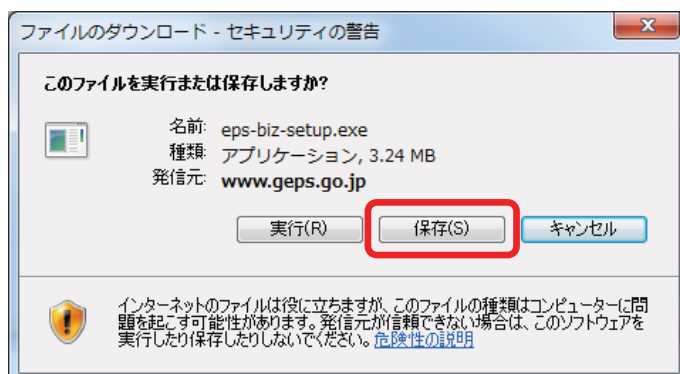 ファイルのダウンロード - セキュリティの警告
このファイルを実行または保存しますか?
名前: eps-biz-setup.exe
種類: アプリケーション, 3.24 MB
発信元: www.geps.go.jp
実行(R) 保存(S) キャンセル
インターネットのファイルは役に立ちますが、このファイルの種類はコンピューターに問
題を起こす可能性があります。発信元が信頼できない場合は、このソフトウェアを
実行したり保存したりしないでください。危険性の説明